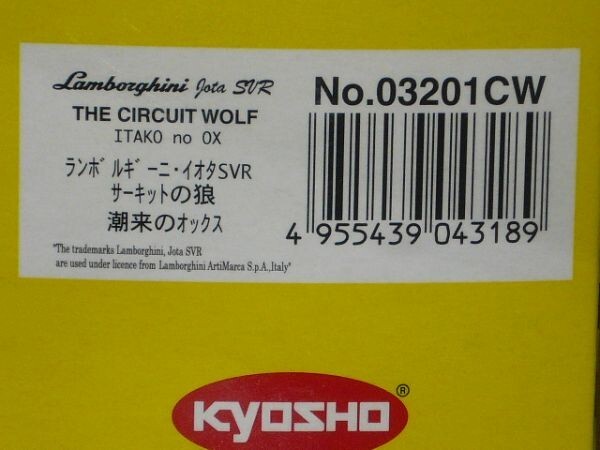 Lamborghini Jota SVR
THE CIRCUIT WOLF
ITAKO no OX
ランボルギーニ・イオタSVR
サーキットの狼
潮来のオックス
"The trademarks Lamborghini, Jota SVR
are used under licence from Lamborghini ArtiMarca S.p.A.,Italy"
No.03201CW
4 955439 043189
KYOSHO®